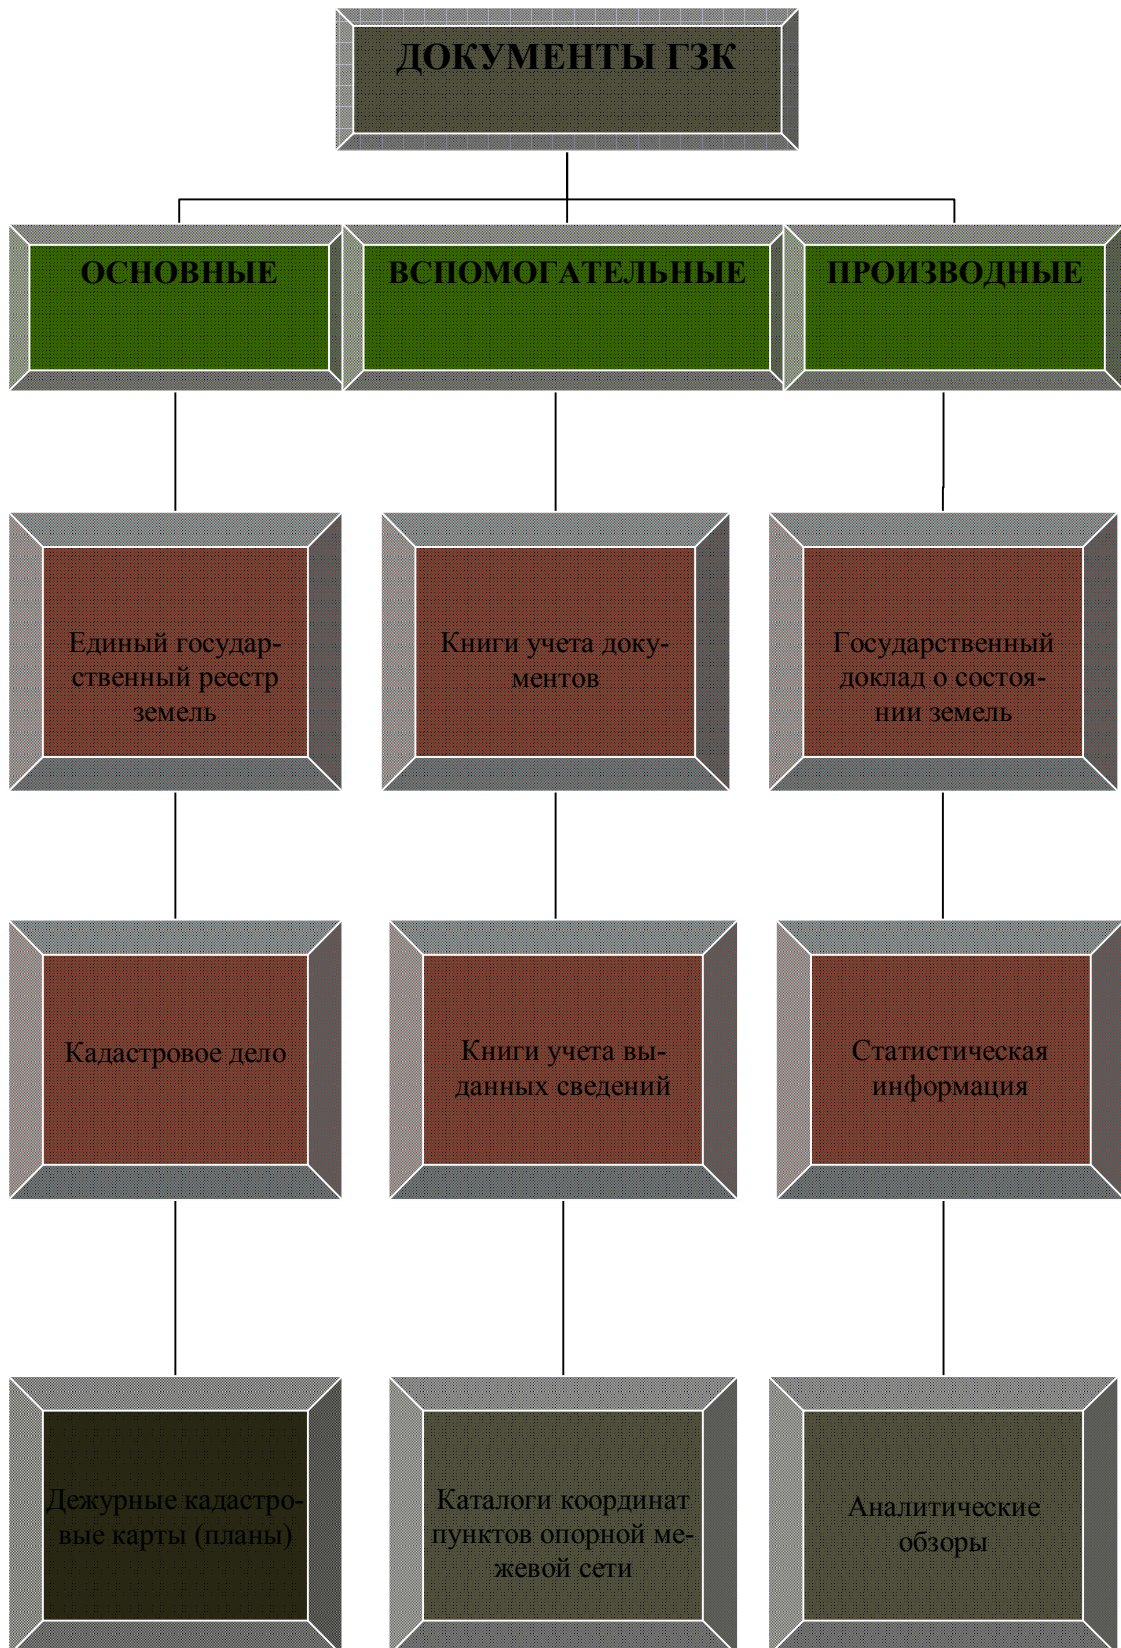 ДОКУМЕНТЫ ГЗК
ОСНОВНЫЕ
ВСПОМОГАТЕЛЬНЫЕ
ПРОИЗВОДНЫЕ
Единый государ-
ственный реестр
земель
Книги учета доку-
ментов
Государственный
доклад о состоя-
нии земель
Кадастровое дело
Книги учета вы-
данных сведений
Статистическая
информация
Дежурные кадастро-
вые карты (планы)
Каталоги координат
пунктов опорной ме-
жевой сети
Аналитические
обзоры